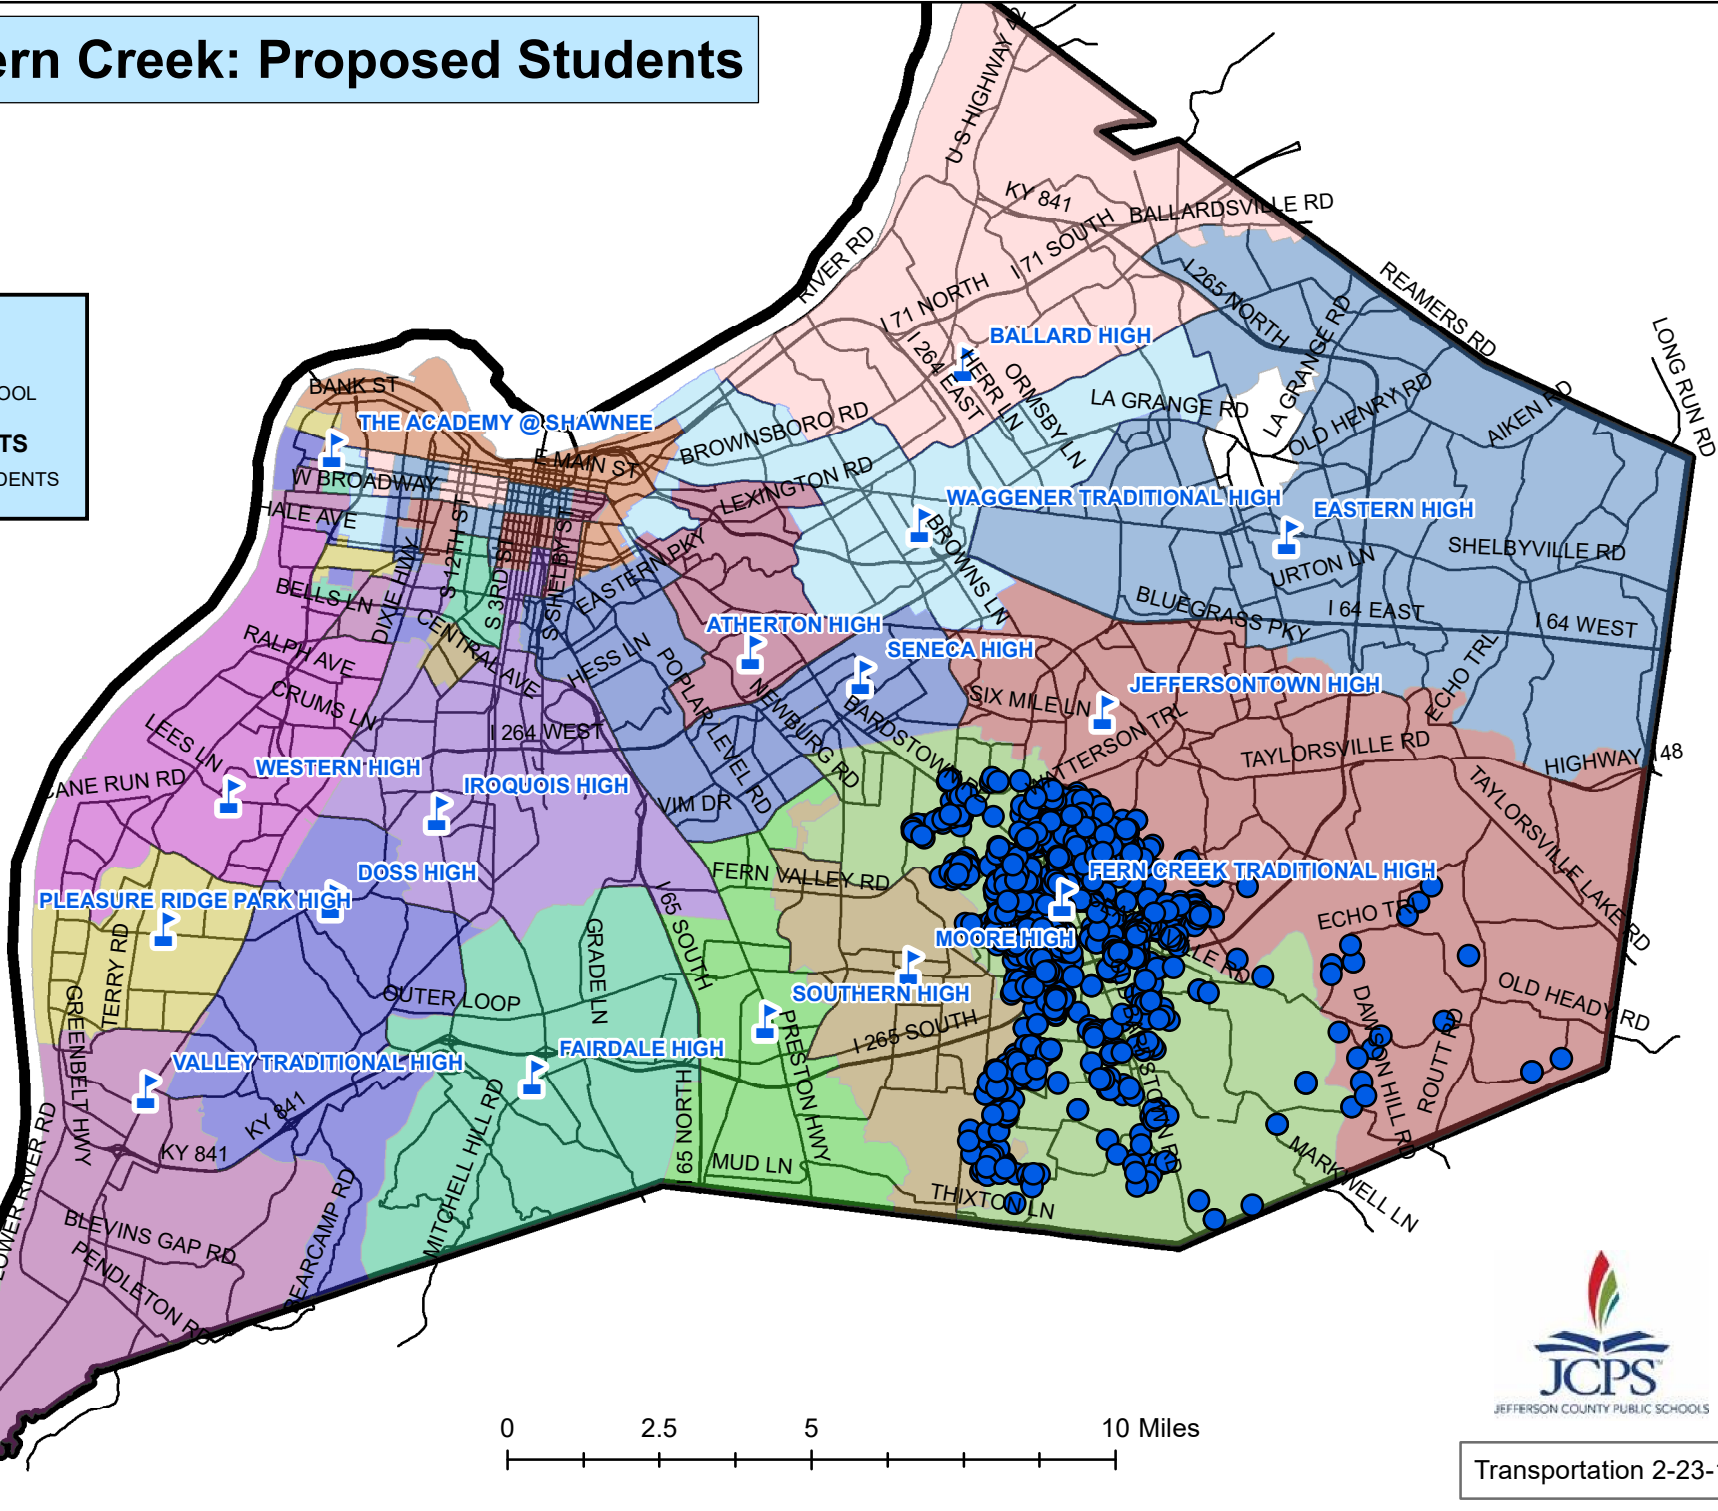 ern Creek: Proposed Students
OOL
TS
DENTS
U S HIGHWAY 42
KY 841
BALLARDSVILLE RD
I 71 SOUTH
RIVER RD
I 71 NORTH
I 265 NORTH
REAMERS RD
LONG RUN RD
BALLARD HIGH
I 264 EAST
HERR LN
ORMSBY LN
LA GRANGE RD
LA GRANGE RD
OLD HENRY RD
AIKEN RD
BANK ST
THE ACADEMY @ SHAWNEE
E MAIN ST
BROWNSBORO RD
W BROADWAY
LEXINGTON RD
WAGGENER TRADITIONAL HIGH
EASTERN HIGH
HALE AVE
S 12TH ST
S 3RD ST
S SHELBY ST
EASTERN PKY
BROWNS LN
SHELBYVILLE RD
URTON LN
BELLS LN
DIXIE HWY
CENTRAL AVE
BLUEGRASS PKY
I 64 EAST
I 64 WEST
RALPH AVE
HESS LN
ATHERTON HIGH
SENECA HIGH
POPLAR LEVEL RD
NEWBURG RD
BARDSTOWN RD
SIX MILE LN
JEFFERSONTOWN HIGH
ECHO TRL
CRUMS LN
LEES LN
I 264 WEST
WATTERSON TRL
TAYLORSVILLE RD
HIGHWAY 148
CANE RUN RD
WESTERN HIGH
IROQUOIS HIGH
VIM DR
TAYLORSVILLE LAKE RD
DOSS HIGH
FERN VALLEY RD
FERN CREEK TRADITIONAL HIGH
PLEASURE RIDGE PARK HIGH
ECHO TRL
TERRY RD
GRADE LN
I 65 SOUTH
MOORE HIGH
OUTER LOOP
SOUTHERN HIGH
OLD HEADY RD
GREENBELT HWY
I 265 SOUTH
DAWSON HILL RD
ROUTT RD
VALLEY TRADITIONAL HIGH
FAIRDALE HIGH
PRESTON HWY
BARDSTOWN RD
KY 841
KY 841
I 65 NORTH
MUD LN
MARKWELL LN
LOWER RIVER RD
MITCHELL HILL RD
THIXTON LN
BLEVINS GAP RD
BEARCAMP RD
PENDLETON RD
JCPS
JEFFERSON COUNTY PUBLIC SCHOOLS
0 2.5 5 10 Miles
Transportation 2-23-